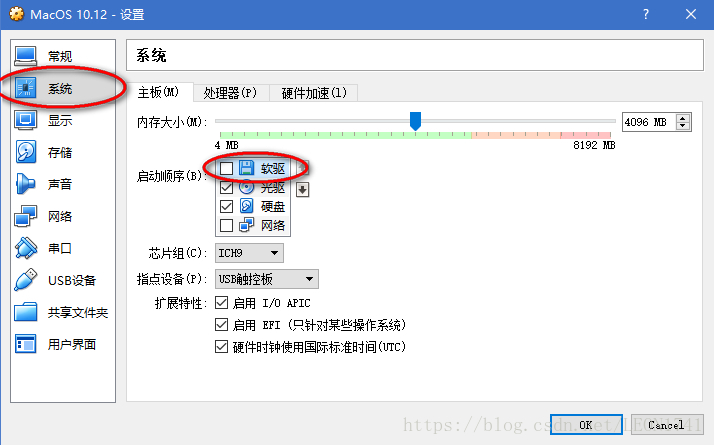 MacOS 10.12 - 设置
常规
系统
显示
存储
声音
网络
串口
USB设备
共享文件夹
用户界面
系统
主板(M) 处理器(P) 硬件加速(l)
内存大小(M): 4096 MB
4 MB 8192 MB
启动顺序(B): 软驱
光驱
硬盘
网络
芯片组(C): ICH9
指点设备(P): USB触控板
扩展特性: 启用 I/O APIC
启用 EFI (只针对某些操作系统)
硬件时钟使用国际标准时间(UTC)
OK Cancel